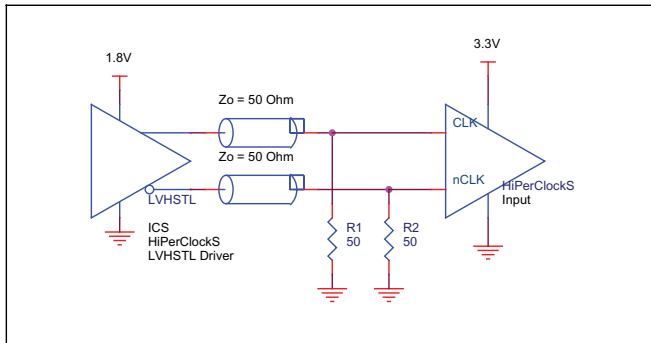 1.8V
3.3V
Zo = 50 Ohm
CLK
Zo = 50 Ohm
nCLK
LVHSTL
HiPerClockS
Input
ICS
HiPerClockS
LVHSTL Driver
R1
50
R2
50